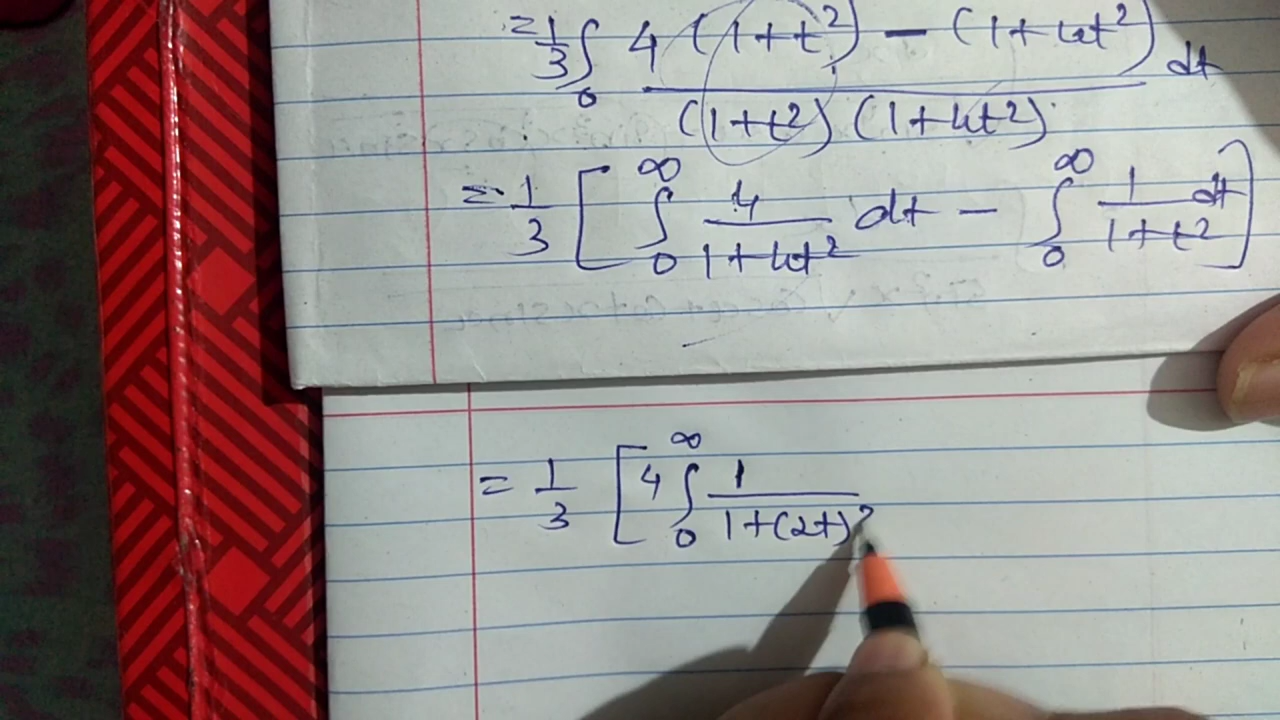 = 1/3 ∫₀ 4(1+t²) − (1+4t²) / (1+t²)(1+4t²) dt
= 1/3 [ ∫₀^∞ 4/(1+4t²) dt − ∫₀^∞ 1/(1+t²) dt ]
= 1/3 [ 4 ∫₀^∞ 1/(1+(2t)²